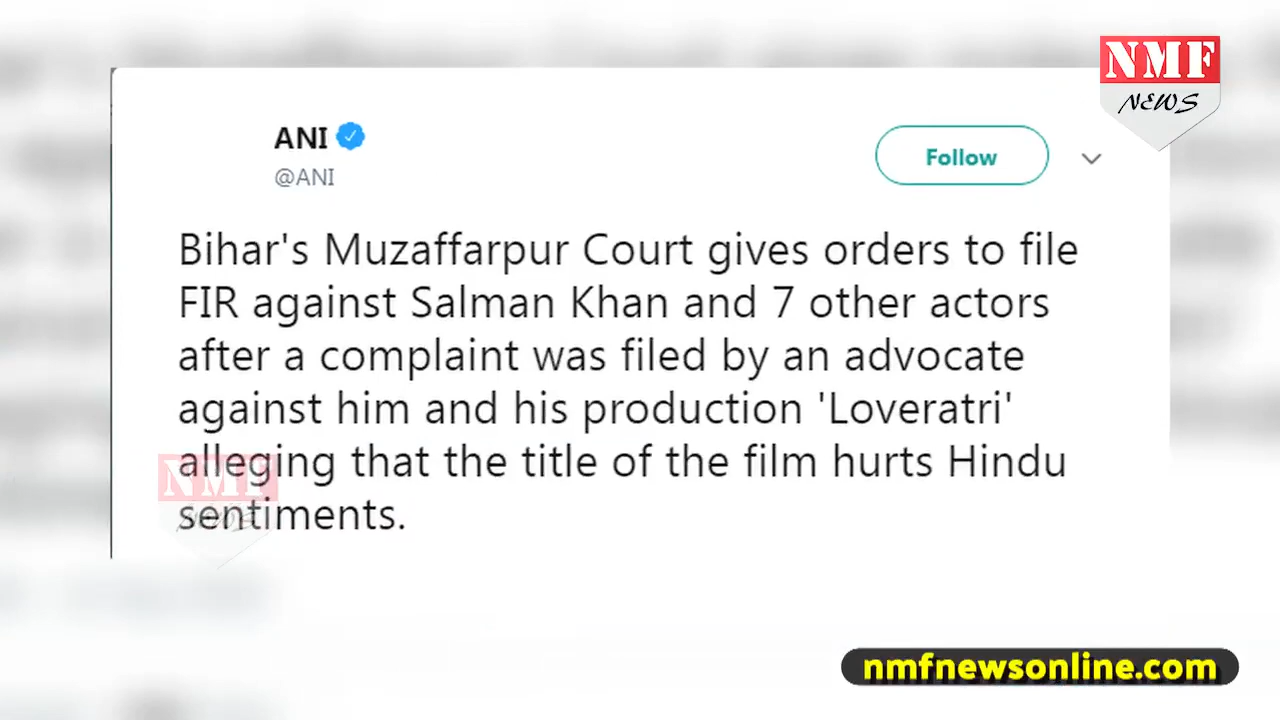 NMF
NEWS
ANI
@ANI
Follow
Bihar's Muzaffarpur Court gives orders to file
FIR against Salman Khan and 7 other actors
after a complaint was filed by an advocate
against him and his production 'Loveratri'
alleging that the title of the film hurts Hindu
sentiments.
NMF
NEWS
nmfnewsonline.com